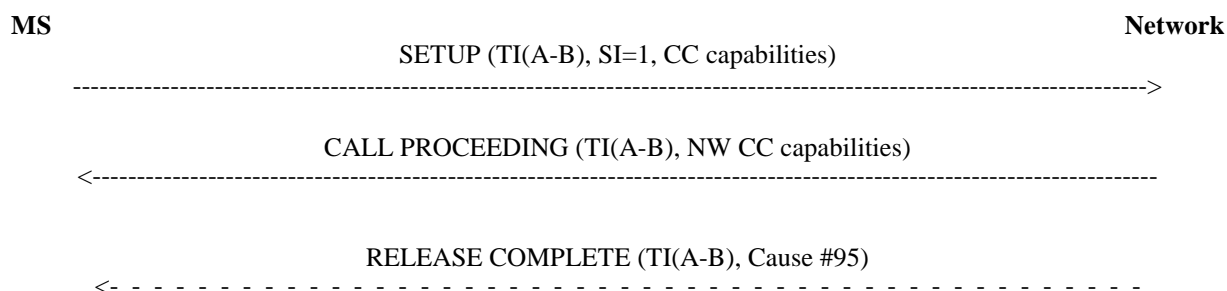 MS Network
SETUP (TI(A-B), SI=1, CC capabilities)
CALL PROCEEDING (TI(A-B), NW CC capabilities)
RELEASE COMPLETE (TI(A-B), Cause #95)